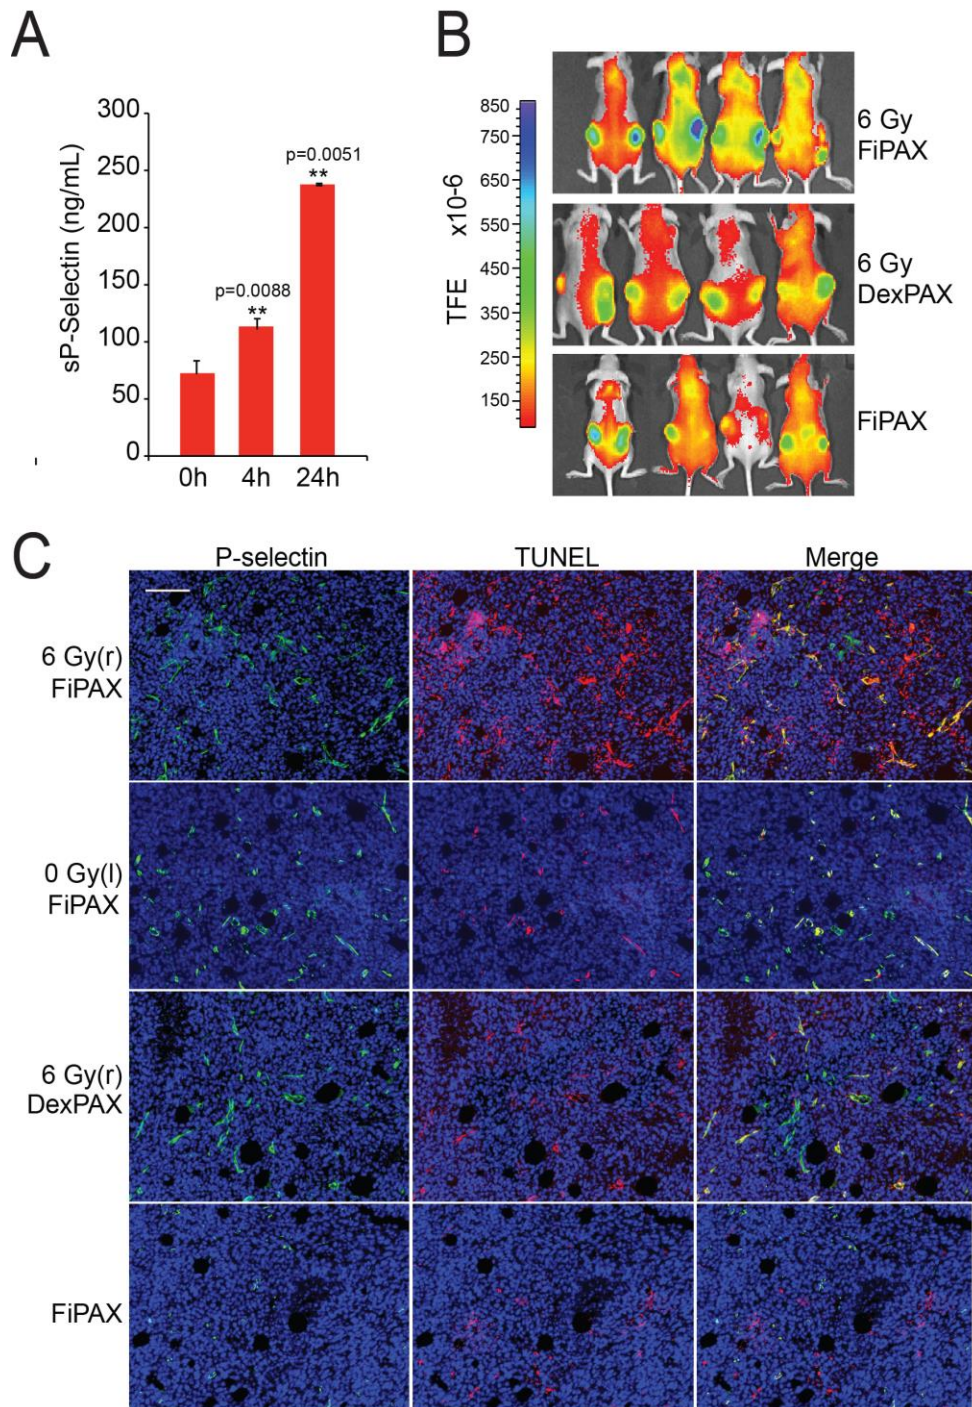 A
B
300
250
200
150
100
50
0
sP-Selectin (ng/mL)
p=0.0088
**
p=0.0051
**
0h 4h 24h
-
TFE x10-6
850
750
650
550
450
350
250
150
6 Gy
FiPAX
6 Gy
DexPAX
FiPAX
C
P-selectin TUNEL Merge
6 Gy(r)
FiPAX
0 Gy(l)
FiPAX
6 Gy(r)
DexPAX
FiPAX